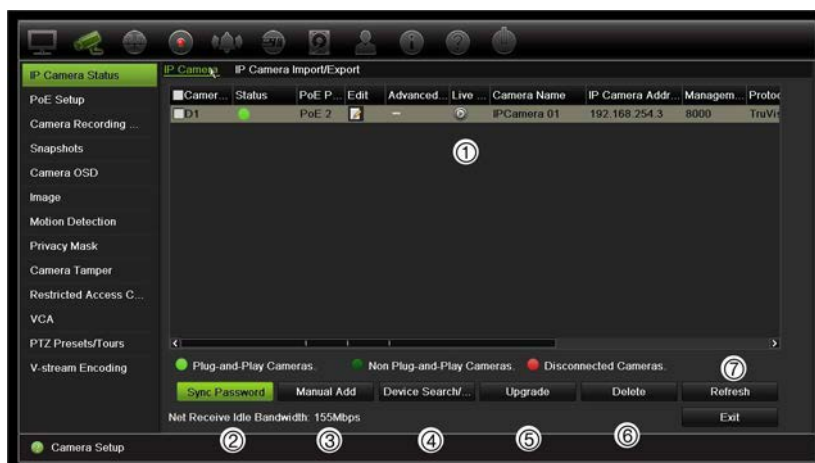 IP Camera Status
IP Camera IP Camera Import/Export
PoE Setup
Camer... Status PoE P... Edit Advanced... Live ... Camera Name IP Camera Addr... Managem... Protoc
D1 PoE 2 – IPCamera 01 192.168.254.3 8000 TruVis
Camera Recording ...
Snapshots
①
Camera OSD
Image
Motion Detection
Privacy Mask
Camera Tamper
Restricted Access C...
VCA
PTZ Presets/Tours
V-stream Encoding
Plug-and-Play Cameras. Non Plug-and-Play Cameras. Disconnected Cameras.
⑦
Sync Password Manual Add Device Search/... Upgrade Delete Refresh
Net Receive Idle Bandwidth: 155Mbps Exit
② ③ ④ ⑤ ⑥
Camera Setup